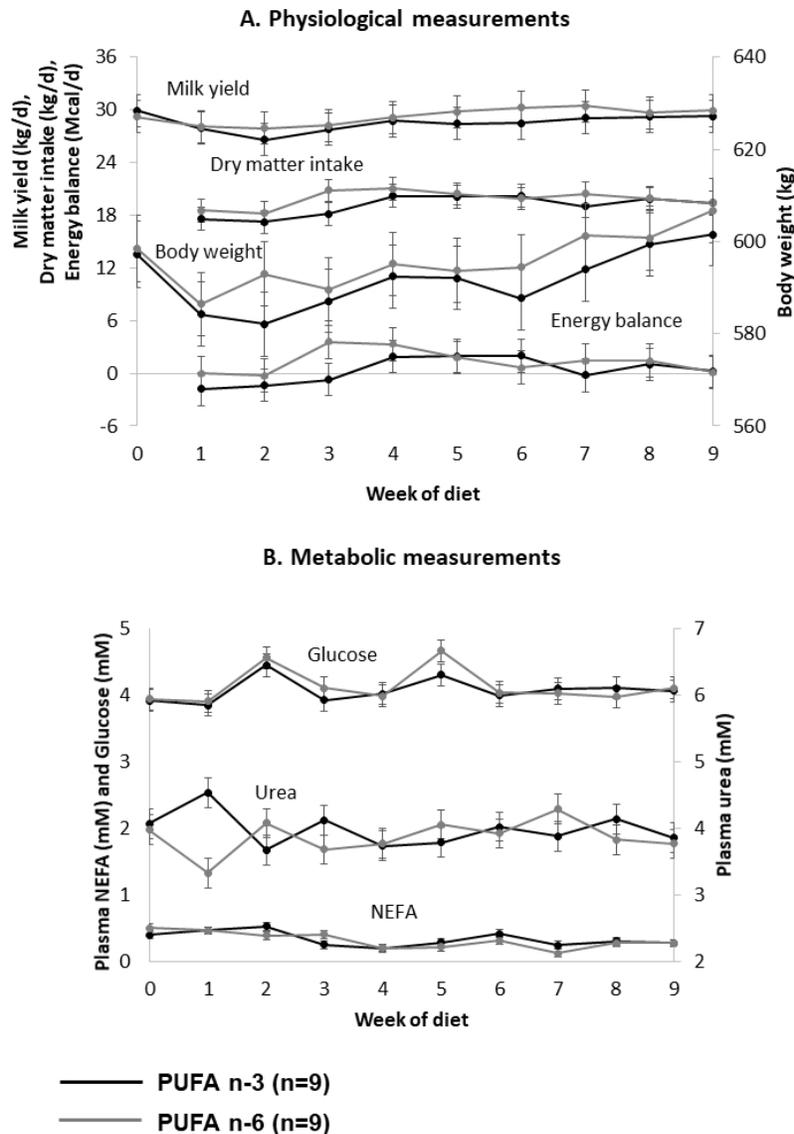 A. Physiological measurements
Milk yield (kg/d),
Dry matter intake (kg/d),
Energy balance (Mcal/d)
36
30
24
18
12
6
0
-6
Milk yield
Dry matter intake
Body weight
Energy balance
640
620
600
580
560
Body weight (kg)
0 1 2 3 4 5 6 7 8 9
Week of diet
B. Metabolic measurements
Plasma NEFA (mM) and Glucose (mM)
5
4
3
2
1
0
Glucose
Urea
NEFA
7
6
5
4
3
2
Plasma urea (mM)
0 1 2 3 4 5 6 7 8 9
Week of diet
PUFA n-3 (n=9)
PUFA n-6 (n=9)